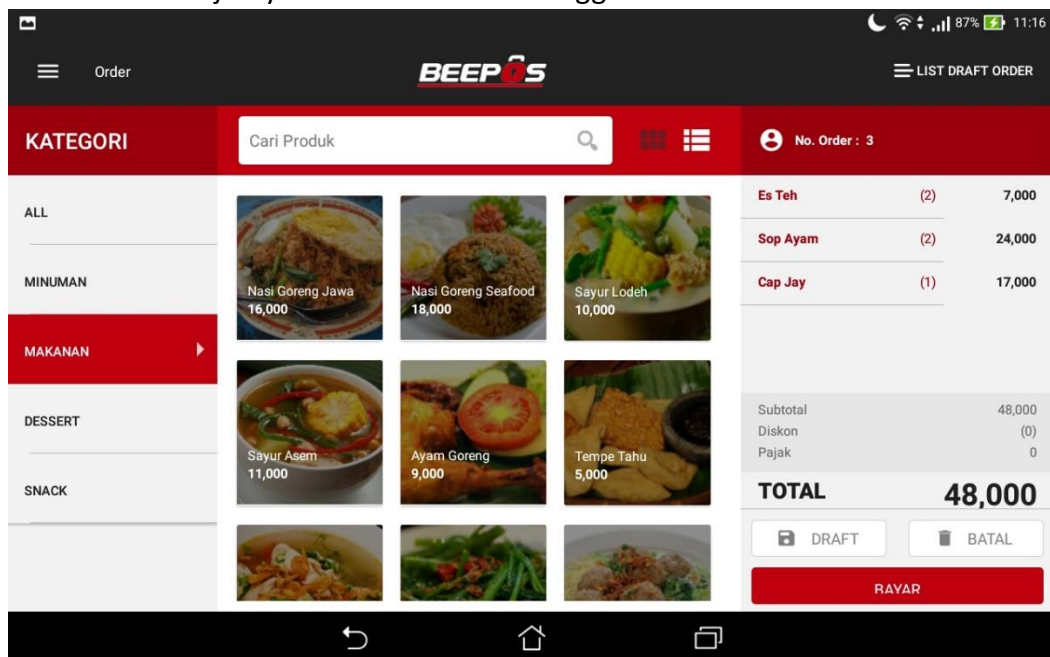 87% 11:16
Order
BEEPOS
LIST DRAFT ORDER
KATEGORI
Cari Produk
No. Order : 3
ALL
MINUMAN
MAKANAN
DESSERT
SNACK
Nasi Goreng Jawa
16,000
Nasi Goreng Seafood
18,000
Sayur Lodeh
10,000
Sayur Asem
11,000
Ayam Goreng
9,000
Tempe Tahu
5,000
Es Teh (2) 7,000
Sop Ayam (2) 24,000
Cap Jay (1) 17,000
Subtotal 48,000
Diskon (0)
Pajak 0
TOTAL 48,000
DRAFT
BATAL
BAYAR